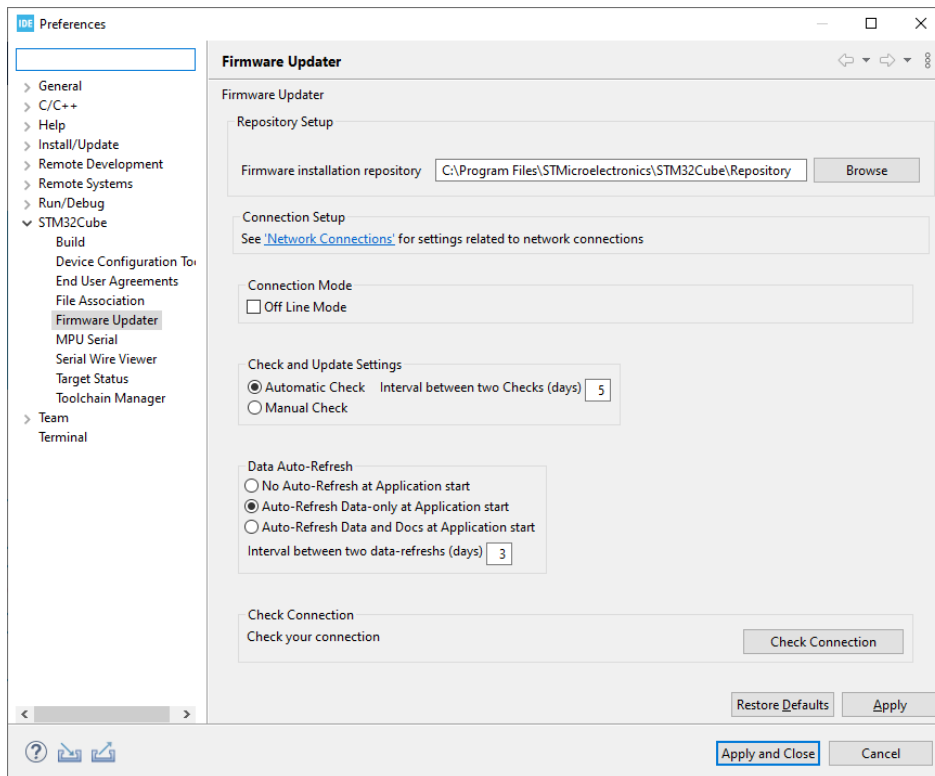 IDE Preferences
Firmware Updater
General
C/C++
Help
Install/Update
Remote Development
Remote Systems
Run/Debug
STM32Cube
Build
Device Configuration Too
End User Agreements
File Association
Firmware Updater
MPU Serial
Serial Wire Viewer
Target Status
Toolchain Manager
Team
Terminal
Firmware Updater
Repository Setup
Firmware installation repository C:\Program Files\STMicroelectronics\STM32Cube\Repository Browse
Connection Setup
See 'Network Connections' for settings related to network connections
Connection Mode
Off Line Mode
Check and Update Settings
Automatic Check Interval between two Checks (days) 5
Manual Check
Data Auto-Refresh
No Auto-Refresh at Application start
Auto-Refresh Data-only at Application start
Auto-Refresh Data and Docs at Application start
Interval between two data-refreshs (days) 3
Check Connection
Check your connection Check Connection
Restore Defaults Apply
? Apply and Close Cancel